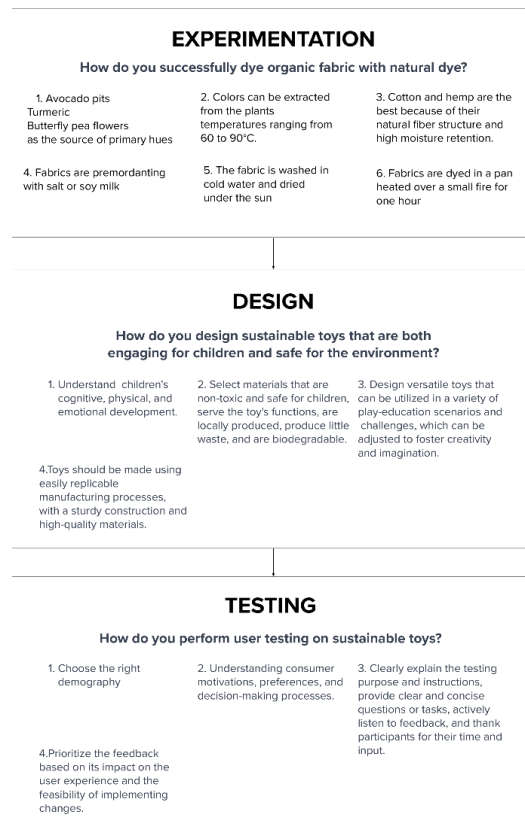 EXPERIMENTATION
How do you successfully dye organic fabric with natural dye?
1. Avocado pits
Turmeric
Butterfly pea flowers
as the source of primary hues
2. Colors can be extracted
from the plants
temperatures ranging from
60 to 90°C.
3. Cotton and hemp are the
best because of their
natural fiber structure and
high moisture retention.
4. Fabrics are premordanting
with salt or soy milk
5. The fabric is washed in
cold water and dried
under the sun
6. Fabrics are dyed in a pan
heated over a small fire for
one hour
DESIGN
How do you design sustainable toys that are both
engaging for children and safe for the environment?
1. Understand children's
cognitive, physical, and
emotional development.
2. Select materials that are
non-toxic and safe for children,
serve the toy's functions, are
locally produced, produce little
waste, and are biodegradable.
3. Design versatile toys that
can be utilized in a variety of
play-education scenarios and
challenges, which can be
adjusted to foster creativity
and imagination.
4.Toys should be made using
easily replicable
manufacturing processes,
with a sturdy construction and
high-quality materials.
TESTING
How do you perform user testing on sustainable toys?
1. Choose the right
demography
2. Understanding consumer
motivations, preferences, and
decision-making processes.
3. Clearly explain the testing
purpose and instructions,
provide clear and concise
questions or tasks, actively
listen to feedback, and thank
participants for their time and
input.
4.Prioritize the feedback
based on its impact on the
user experience and the
feasibility of implementing
changes.